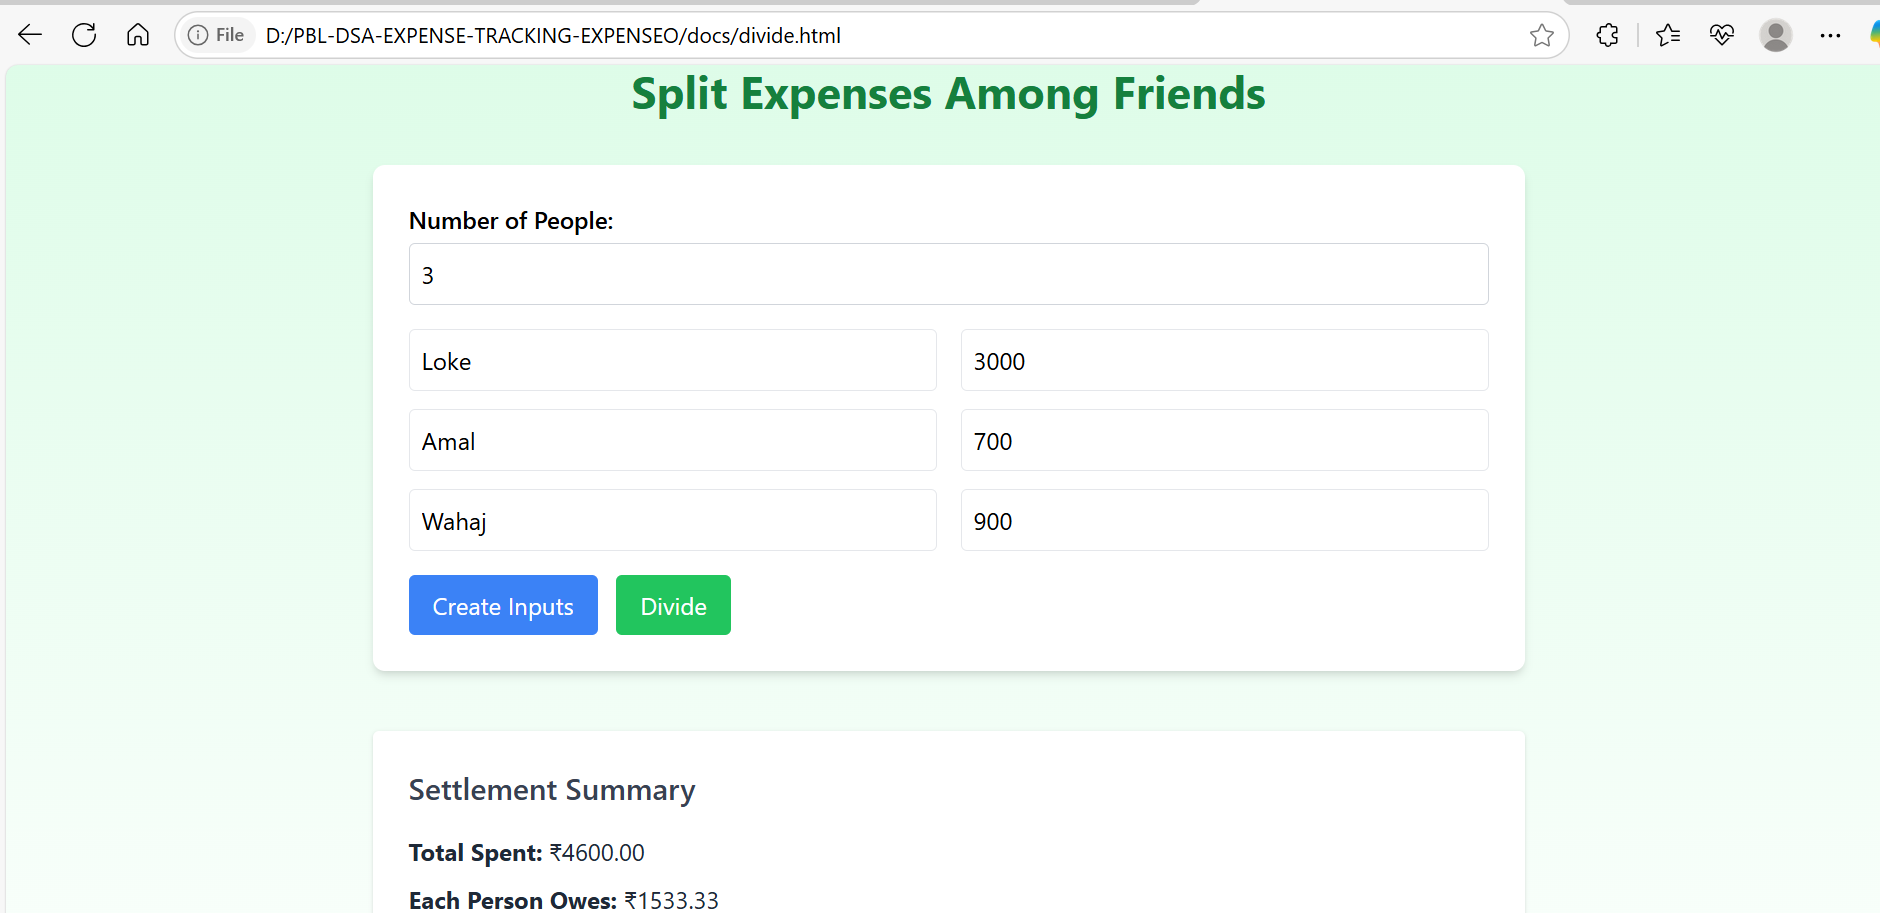 File D:/PBL-DSA-EXPENSE-TRACKING-EXPENSEO/docs/divide.html
Split Expenses Among Friends
Number of People:
3
Loke 3000
Amal 700
Wahaj 900
Create Inputs Divide
Settlement Summary
Total Spent: ₹4600.00
Each Person Owes: ₹1533.33